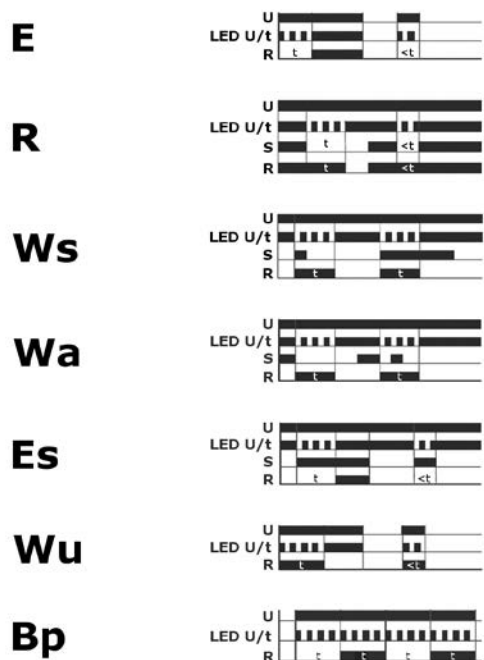 U
E LED U/t
R t <t
U
LED U/t
R S t <t
R <t
U
LED U/t
Ws S
R t t
U
LED U/t
Wa S
R t t
U
LED U/t
Es S
R t <t
U
Wu LED U/t
R t <t
U
LED U/t
Bp R t t t t